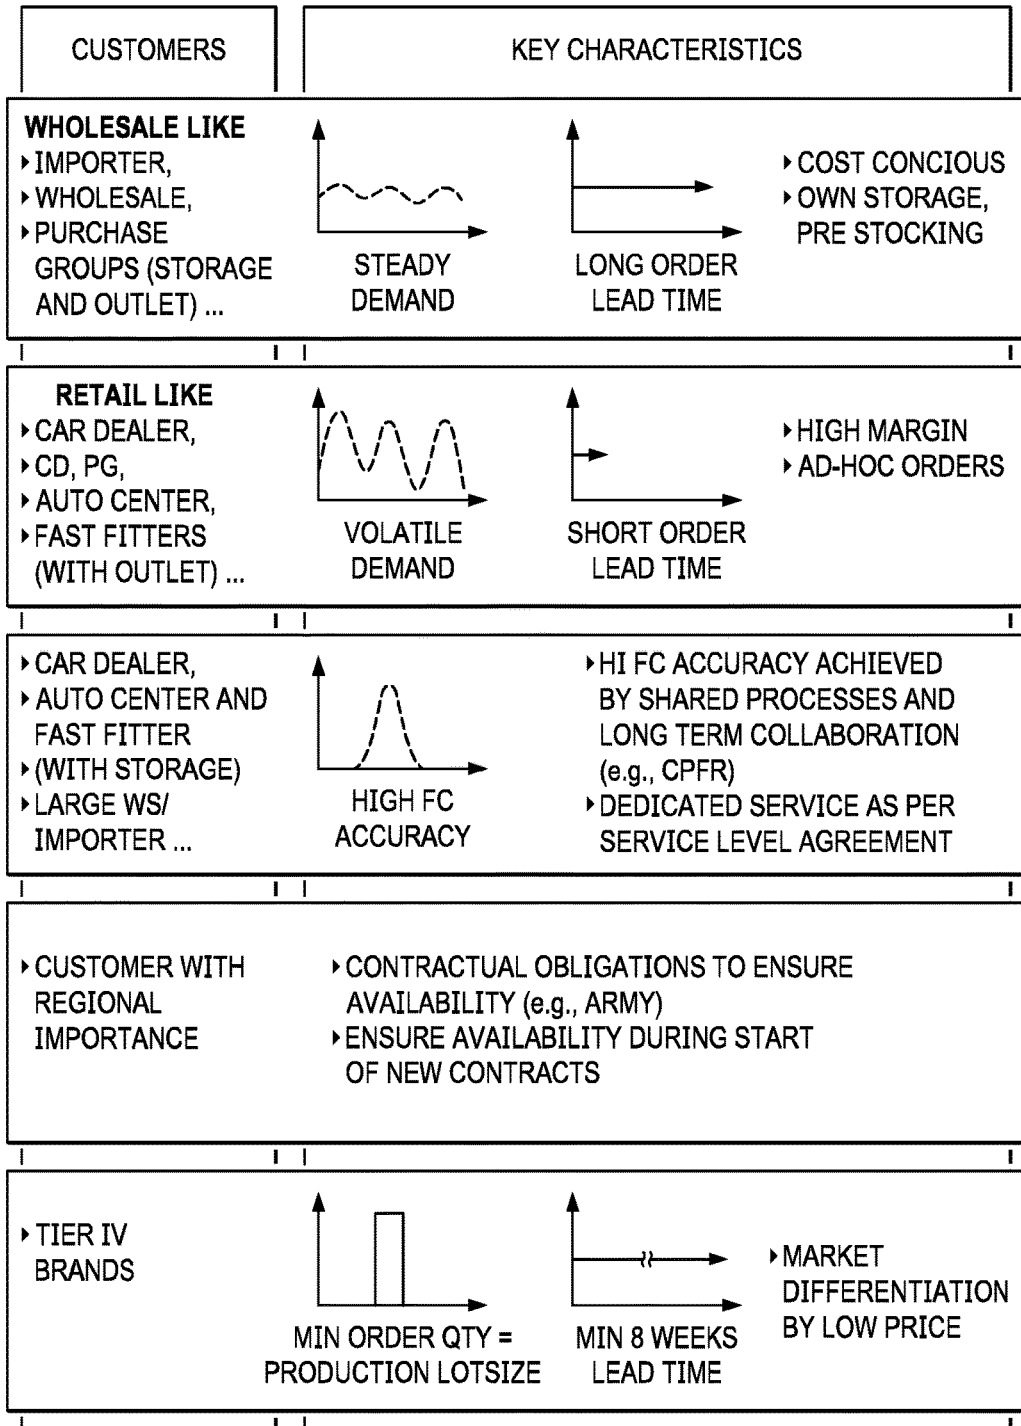 CUSTOMERS
KEY CHARACTERISTICS
WHOLESALE LIKE
IMPORTER,
WHOLESALE,
PURCHASE
GROUPS (STORAGE
AND OUTLET) ...
STEADY
DEMAND
LONG ORDER
LEAD TIME
COST CONCIOUS
OWN STORAGE,
PRE STOCKING
RETAIL LIKE
CAR DEALER,
CD, PG,
AUTO CENTER,
FAST FITTERS
(WITH OUTLET) ...
VOLATILE
DEMAND
SHORT ORDER
LEAD TIME
HIGH MARGIN
AD-HOC ORDERS
CAR DEALER,
AUTO CENTER AND
FAST FITTER
(WITH STORAGE)
LARGE WS/
IMPORTER ...
HIGH FC
ACCURACY
HI FC ACCURACY ACHIEVED
BY SHARED PROCESSES AND
LONG TERM COLLABORATION
(e.g., CPFR)
DEDICATED SERVICE AS PER
SERVICE LEVEL AGREEMENT
CUSTOMER WITH
REGIONAL
IMPORTANCE
CONTRACTUAL OBLIGATIONS TO ENSURE
AVAILABILITY (e.g., ARMY)
ENSURE AVAILABILITY DURING START
OF NEW CONTRACTS
TIER IV
BRANDS
MIN ORDER QTY =
PRODUCTION LOTSIZE
MIN 8 WEEKS
LEAD TIME
MARKET
DIFFERENTIATION
BY LOW PRICE